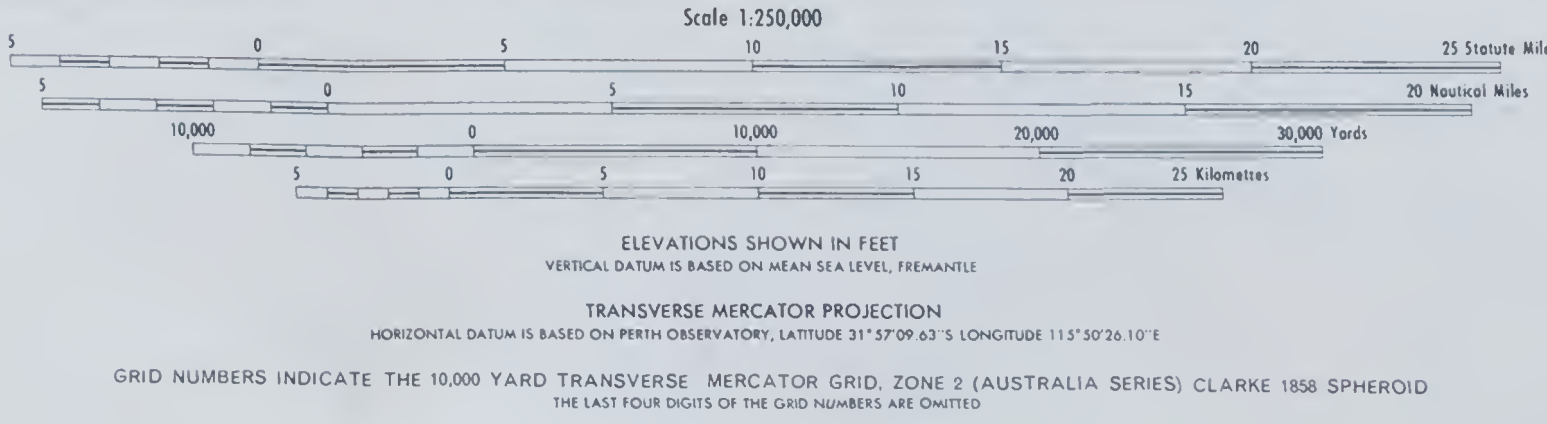 Scale 1:250,000
5 0 5 10 15 20 25 Statute Mile
5 0 5 10 15 20 Nautical Miles
10,000 0 10,000 20,000 30,000 Yards
5 0 5 10 15 20 25 Kilometres
ELEVATIONS SHOWN IN FEET
VERTICAL DATUM IS BASED ON MEAN SEA LEVEL, FREMANTLE
TRANSVERSE MERCATOR PROJECTION
HORIZONTAL DATUM IS BASED ON PERTH OBSERVATORY, LATITUDE 31°57'09.63''S LONGITUDE 115°50'26.10''E
GRID NUMBERS INDICATE THE 10,000 YARD TRANSVERSE MERCATOR GRID, ZONE 2 (AUSTRALIA SERIES) CLARKE 1858 SPHEROID
THE LAST FOUR DIGITS OF THE GRID NUMBERS ARE OMITTED